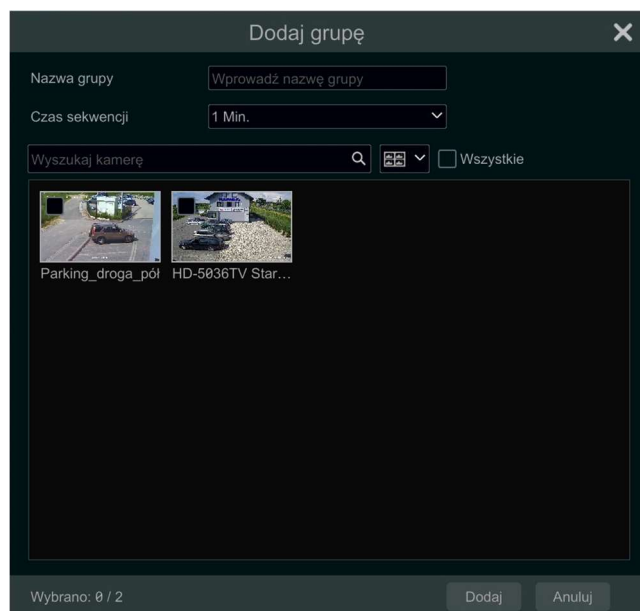 Dodaj grupę
Nazwa grupy
Wprowadź nazwę grupy
Czas sekwencji
1 Min.
Wyszukaj kamerę
Wszystkie
Parking_droga_pół
HD-5036TV Star...
Wybrano: 0 / 2
Dodaj
Anuluj